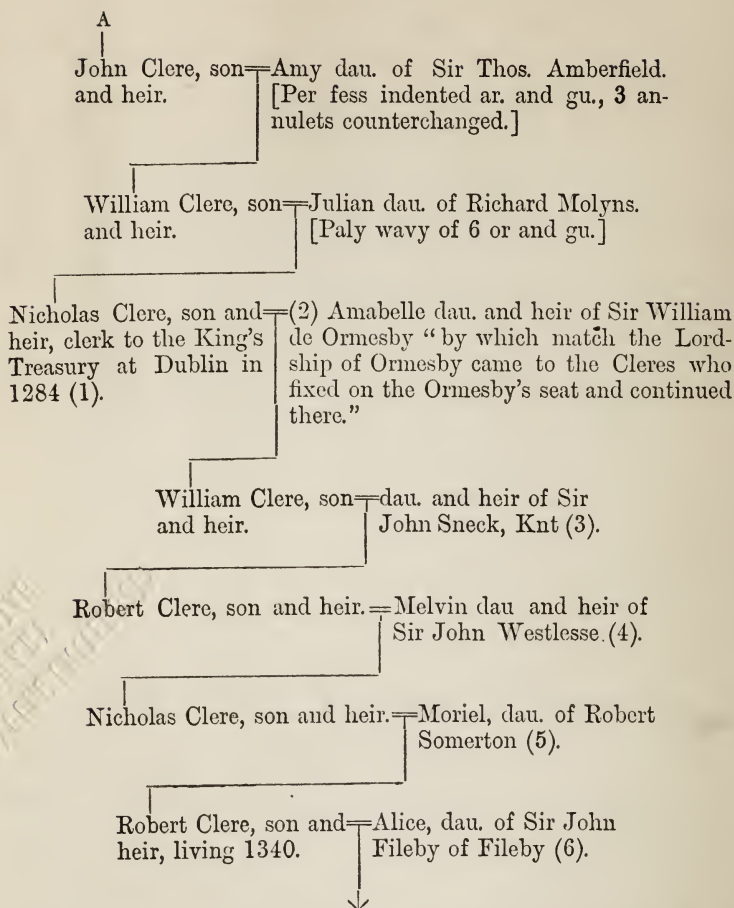 A
John Clere, son Amy dau. of Sir Thos. Amberfield.
and heir. [Per fess indented ar. and gu., 3 an-
nulets counterchanged.]
William Clere, son Julian dau. of Richard Molyns.
and heir. [Paly wavy of 6 or and gu.]
Nicholas Clere, son and (2) Amabelle dau. and heir of Sir William
heir, clerk to the King's de Ormesby “by which match the Lord-
Treasury at Dublin in ship of Ormesby came to the Cleres who
1284 (1). fixed on the Ormesby's seat and continued
there.”
William Clere, son dau. and heir of Sir
and heir. John Sneck, Knt (3).
Robert Clere, son and heir. Melvin dau and heir of
Sir John Westlesse. (4).
Nicholas Clere, son and heir. Moriel, dau. of Robert
Somerton (5).
Robert Clere, son and Alice, dau. of Sir John
heir, living 1340. Fileby of Fileby (6).